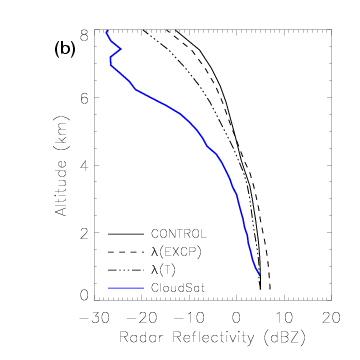 (b)
8
6
4
2
0
Altitude (km)
CONTROL
λ(EXCP)
λ(T)
CloudSat
-30 -20 -10 0 10 20
Radar Reflectivity (dBZ)